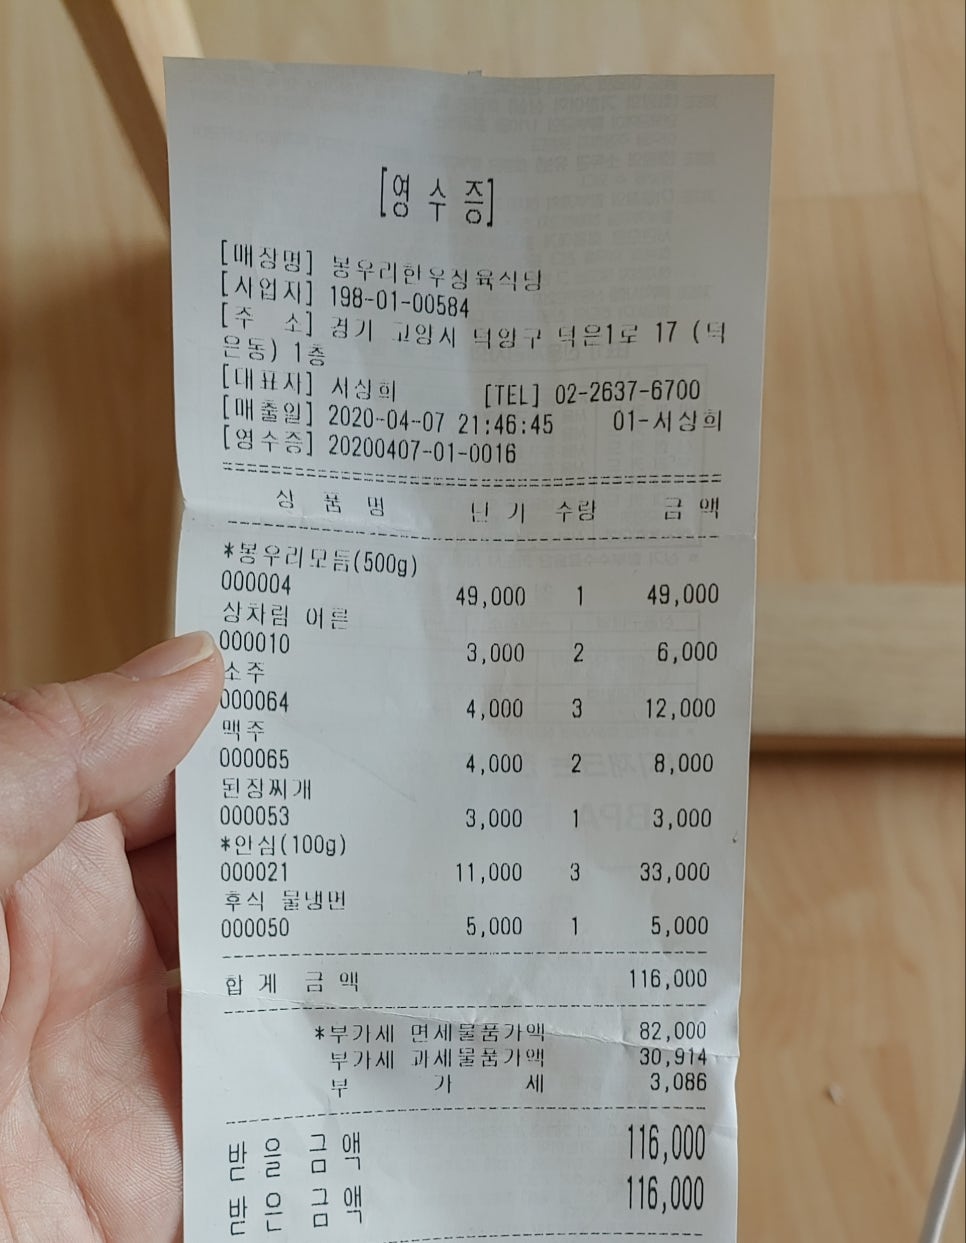 [영 수 증]
[매장명] 봉우리한우정육식당
[사업자] 198-01-00584
[주 소] 경기 고양시 덕양구 덕은1로 17 (덕
은동) 1층
[대표자] 서상희 [TEL] 02-2637-6700
[매출일] 2020-04-07 21:46:45 01-서상희
[영수증] 20200407-01-0016
상 품 명 단 가 수량 금 액
*봉우리모듬(500g)
000004 49,000 1 49,000
상차림 어른
000010 3,000 2 6,000
소주
000064 4,000 3 12,000
맥주
000065 4,000 2 8,000
된장찌개
000053 3,000 1 3,000
*안심(100g)
000021 11,000 3 33,000
후식 물냉면
000050 5,000 1 5,000
합 계 금 액 116,000
*부가세 면세물품가액 82,000
부가세 과세물품가액 30,914
부 가 세 3,086
받 을 금 액 116,000
받 은 금 액 116,000